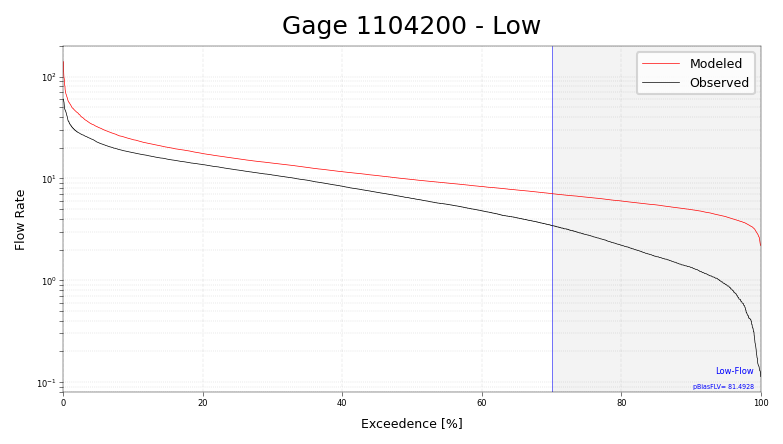 Gage 1104200 - Low
Modeled
Observed
Flow Rate
10²
10¹
10⁰
10⁻¹
Low-Flow
pBiasFLV= 81.4928
0 20 40 60 80 100
Exceedence [%]